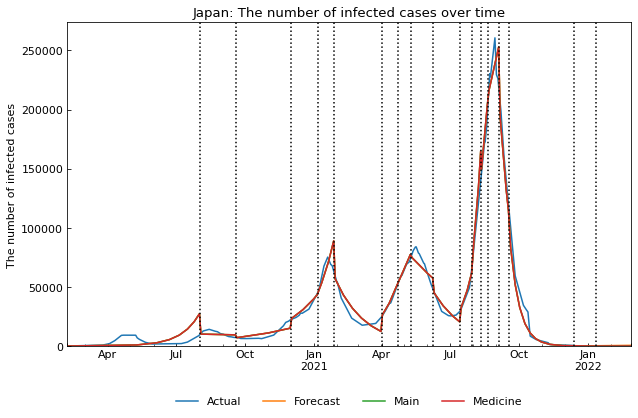 Japan: The number of infected cases over time
The number of infected cases
250000
200000
150000
100000
50000
0
Apr Jul Oct Jan Apr Jul Oct Jan
2021 2022
Actual Forecast Main Medicine